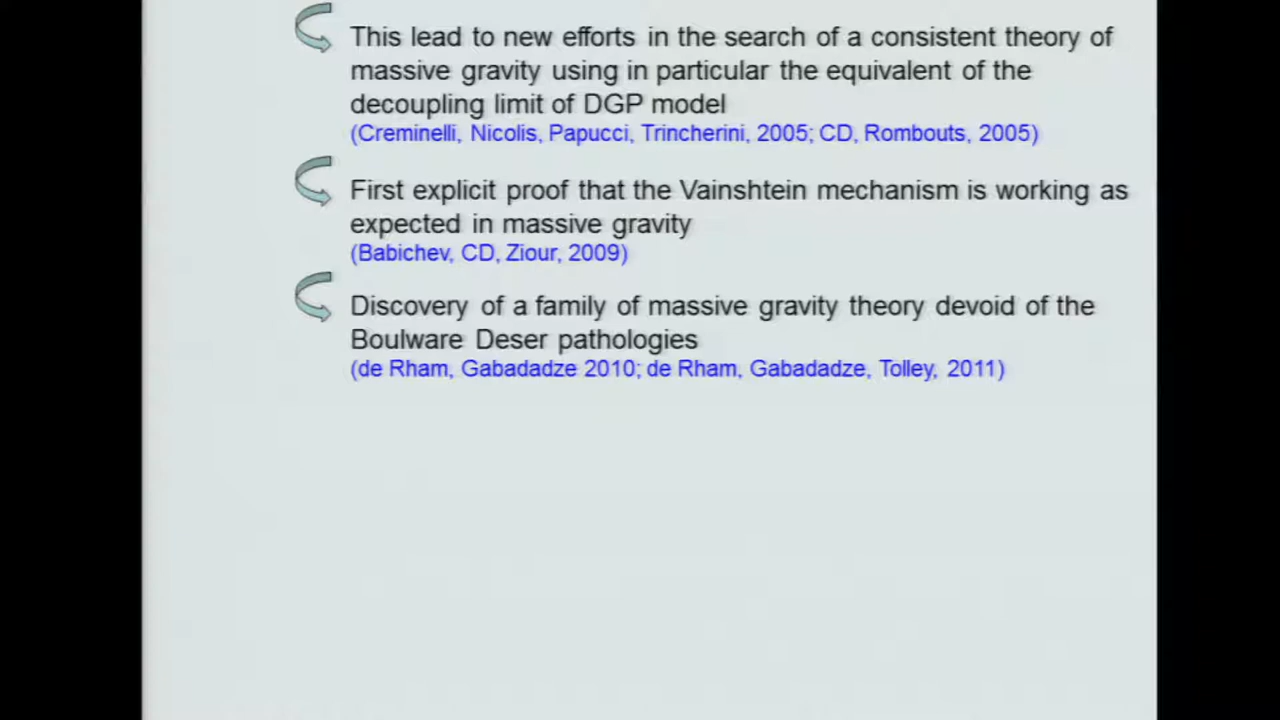 This lead to new efforts in the search of a consistent theory of
massive gravity using in particular the equivalent of the
decoupling limit of DGP model
(Creminelli, Nicolis, Papucci, Trincherini, 2005; CD, Rombouts, 2005)
First explicit proof that the Vainshtein mechanism is working as
expected in massive gravity
(Babichev, CD, Ziour, 2009)
Discovery of a family of massive gravity theory devoid of the
Boulware Deser pathologies
(de Rham, Gabadadze 2010; de Rham, Gabadadze, Tolley, 2011)